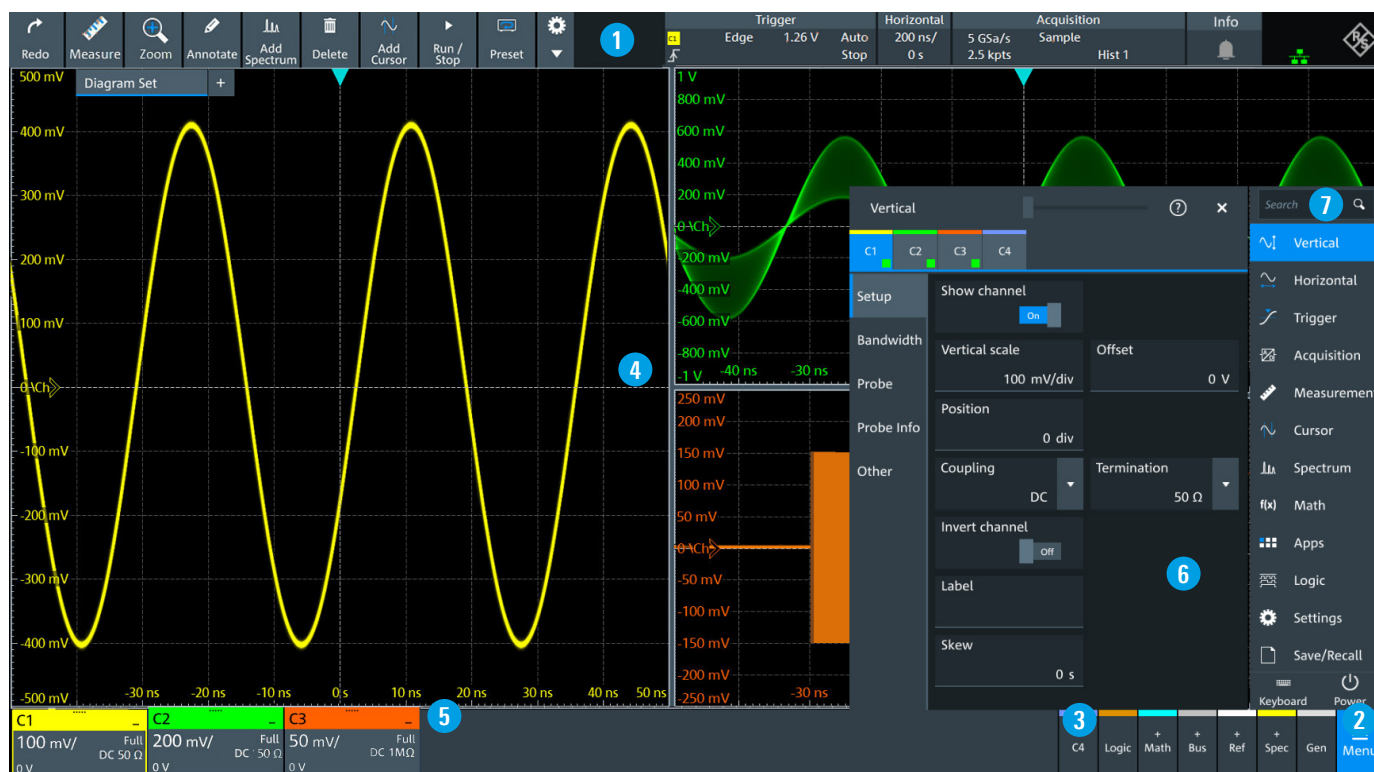 Redo
Measure
Zoom
Annotate
Add
Spectrum
Delete
Add
Cursor
Run /
Stop
Preset
1
C1
Trigger
Edge 1.26 V Auto
Stop
Horizontal
200 ns/
0 s
Acquisition
5 GSa/s Sample
2.5 kpts Hist 1
Info
R&S
Diagram Set +
500 mV
400 mV
300 mV
200 mV
100 mV
0 \Ch
-100 mV
-200 mV
-300 mV
-400 mV
-500 mV
-30 ns -20 ns -10 ns 0 s 10 ns 20 ns 30 ns 40 ns 50 ns
1 V
800 mV
600 mV
400 mV
200 mV
0 \Ch
-200 mV
-400 mV
-600 mV
-800 mV
-1 V
-40 ns -30 ns
4
250 mV
200 mV
150 mV
100 mV
50 mV
0 \Ch
-50 mV
-100 mV
-150 mV
-200 mV
-250 mV
-30 ns
Vertical ? ×
C1 C2 C3 C4
Setup
Bandwidth
Probe
Probe Info
Other
Show channel
On
Vertical scale
100 mV/div
Offset
0 V
Position
0 div
Coupling
DC
Termination
50 Ω
Invert channel
Off
6
Label
Skew
0 s
Search 7
Vertical
Horizontal
Trigger
Acquisition
Measuremen
Cursor
Spectrum
f(x) Math
Apps
Logic
Settings
Save/Recall
Keyboard
Power
C1
100 mV/ Full
DC 50 Ω
0 V
C2
200 mV/ Full
DC 50 Ω
0 V
C3
50 mV/ Full
DC 1MΩ
0 V
5
3
C4
Logic
+
Math
+
Bus
+
Ref
+
Spec
Gen
2
Menu